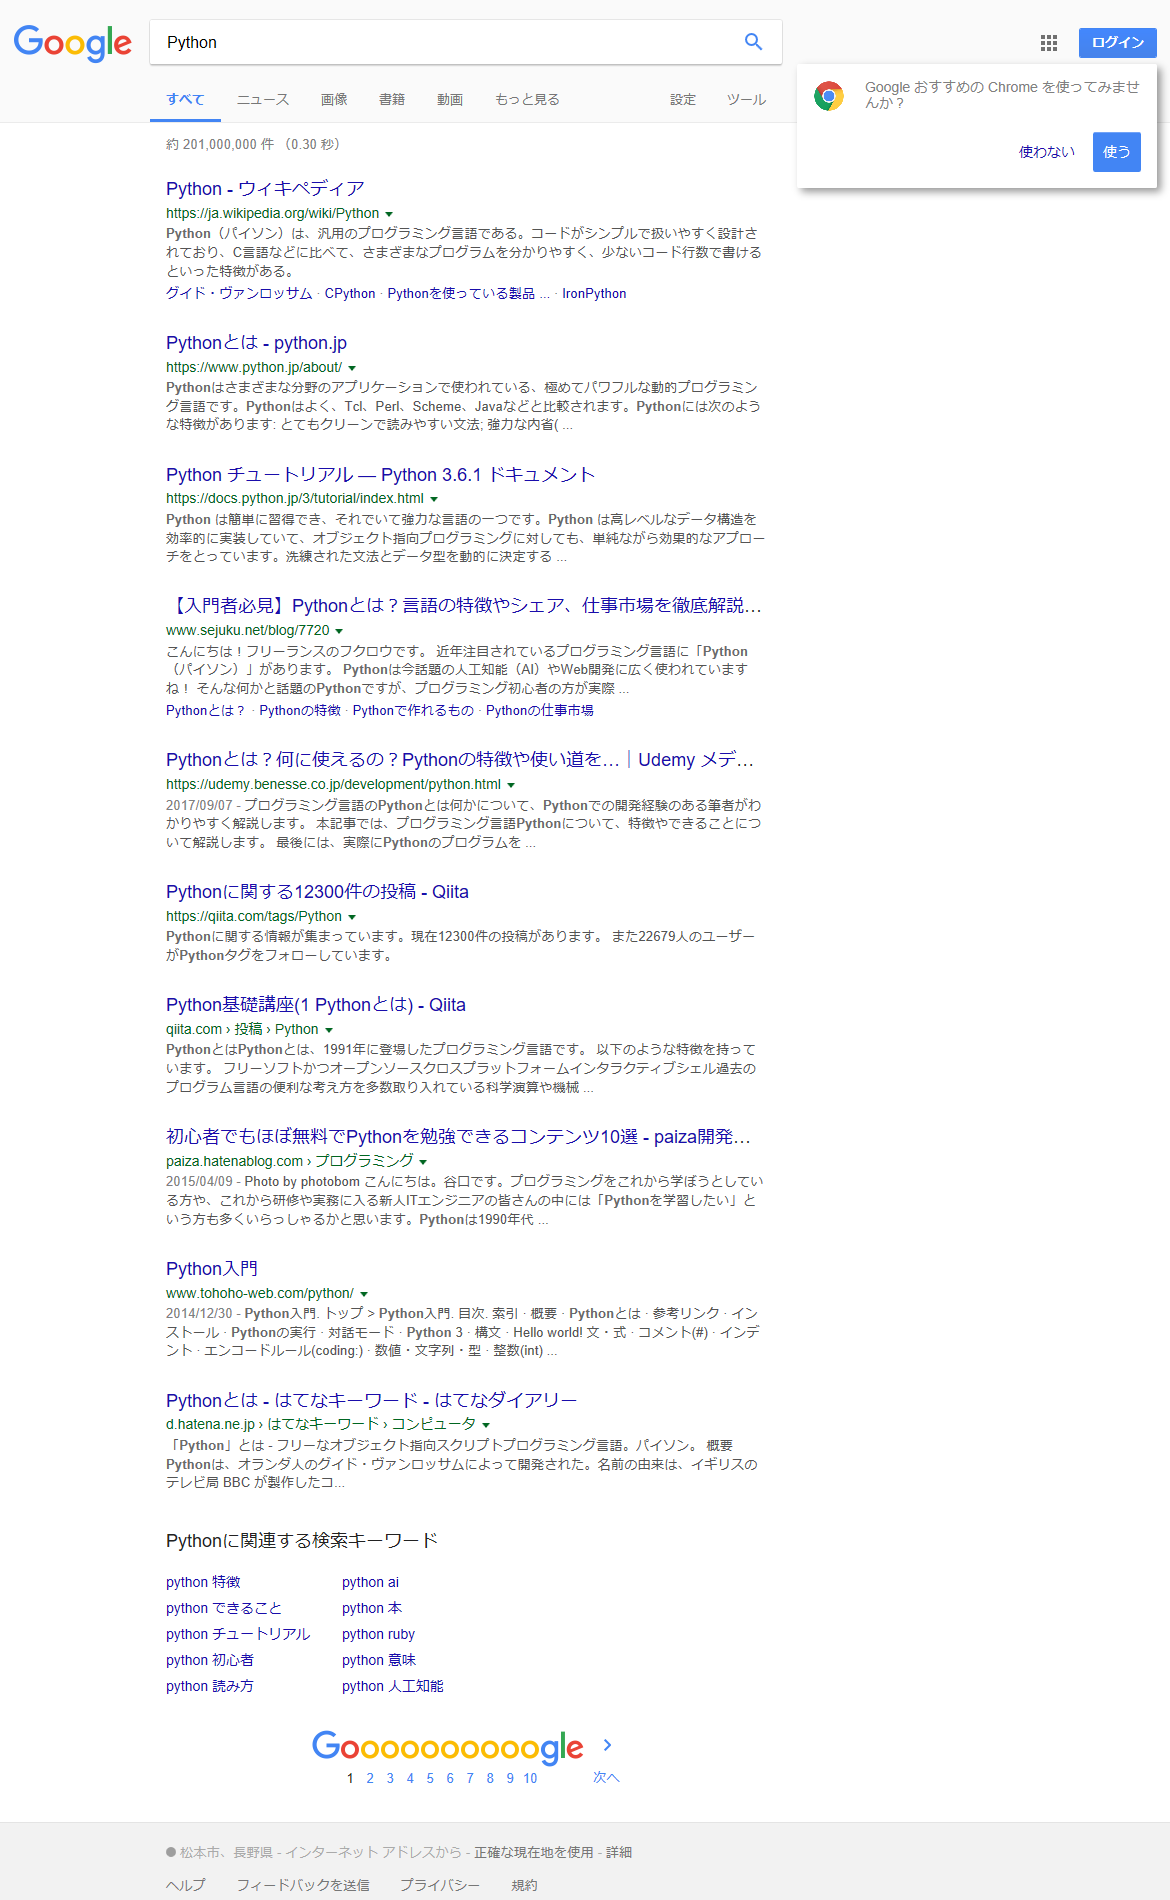 Google
Python
ログイン
Google おすすめの Chrome を使ってみませ
んか？
使わない 使う
すべて ニュース 画像 書籍 動画 もっと見る 設定 ツール
約 201,000,000 件 （0.30 秒）
Python - ウィキペディア
https://ja.wikipedia.org/wiki/Python
Python（パイソン）は、汎用のプログラミング言語である。コードがシンプルで扱いやすく設計さ
れており、C言語などに比べて、さまざまなプログラムを分かりやすく、少ないコード行数で書ける
といった特徴がある。
グイド・ヴァンロッサム · CPython · Pythonを使っている製品 ... · IronPython
Pythonとは - python.jp
https://www.python.jp/about/
Pythonはさまざまな分野のアプリケーションで使われている、極めてパワフルな動的プログラミン
グ言語です。Pythonはよく、Tcl、Perl、Scheme、Javaなどと比較されます。Pythonには次のよう
な特徴があります: とてもクリーンで読みやすい文法; 強力な内省( ...
Python チュートリアル — Python 3.6.1 ドキュメント
https://docs.python.jp/3/tutorial/index.html
Python は簡単に習得でき、それでいて強力な言語の一つです。Python は高レベルなデータ構造を
効率的に実装していて、オブジェクト指向プログラミングに対しても、単純ながら効果的なアプロー
チをとっています。洗練された文法とデータ型を動的に決定する ...
【入門者必見】Pythonとは？言語の特徴やシェア、仕事市場を徹底解説...
www.sejuku.net/blog/7720
こんにちは！フリーランスのフクロウです。 近年注目されているプログラミング言語に「Python
（パイソン）」があります。 Pythonは今話題の人工知能（AI）やWeb開発に広く使われています
ね！ そんな何かと話題のPythonですが、プログラミング初心者の方が実際 ...
Pythonとは？ · Pythonの特徴 · Pythonで作れるもの · Pythonの仕事市場
Pythonとは？何に使えるの？Pythonの特徴や使い道を...｜Udemy メデ...
https://udemy.benesse.co.jp/development/python.html
2017/09/07 - プログラミング言語のPythonとは何かについて、Pythonでの開発経験のある筆者がわ
かりやすく解説します。 本記事では、プログラミング言語Pythonについて、特徴やできることにつ
いて解説します。 最後には、実際にPythonのプログラムを ...
Pythonに関する12300件の投稿 - Qiita
https://qiita.com/tags/Python
Pythonに関する情報が集まっています。現在12300件の投稿があります。 また22679人のユーザー
がPythonタグをフォローしています。
Python基礎講座(1 Pythonとは) - Qiita
qiita.com › 投稿 › Python
PythonとはPythonとは、1991年に登場したプログラミング言語です。 以下のような特徴を持って
います。 フリーソフトかつオープンソースクロスプラットフォームインタラクティブシェル過去の
プログラム言語の便利な考え方を多数取り入れている科学演算や機械 ...
初心者でもほぼ無料でPythonを勉強できるコンテンツ10選 - paiza開発...
paiza.hatenablog.com › プログラミング
2015/04/09 - Photo by photobom こんにちは。谷口です。プログラミングをこれから学ぼうとしてい
る方や、これから研修や実務に入る新人ITエンジニアの皆さんの中には「Pythonを学習したい」と
いう方も多くいらっしゃるかと思います。Pythonは1990年代 ...
Python入門
www.tohoho-web.com/python/
2014/12/30 - Python入門. トップ > Python入門. 目次. 索引 · 概要 · Pythonとは · 参考リンク · イン
ストール · Pythonの実行 · 対話モード · Python 3 · 構文 · Hello world! 文・式 · コメント(#) · インデ
ント · エンコードルール(coding:) · 数値・文字列・型 · 整数(int) ...
Pythonとは - はてなキーワード - はてなダイアリー
d.hatena.ne.jp › はてなキーワード › コンピュータ
「Python」とは - フリーなオブジェクト指向スクリプトプログラミング言語。パイソン。 概要
Pythonは、オランダ人のグイド・ヴァンロッサムによって開発された。名前の由来は、イギリスの
テレビ局 BBC が製作したコ...
Pythonに関連する検索キーワード
python 特徴 python ai
python できること python 本
python チュートリアル python ruby
python 初心者 python 意味
python 読み方 python 人工知能
Goooooooooogle
1 2 3 4 5 6 7 8 9 10 次へ
松本市、長野県 - インターネット アドレスから - 正確な現在地を使用 - 詳細
ヘルプ フィードバックを送信 プライバシー 規約